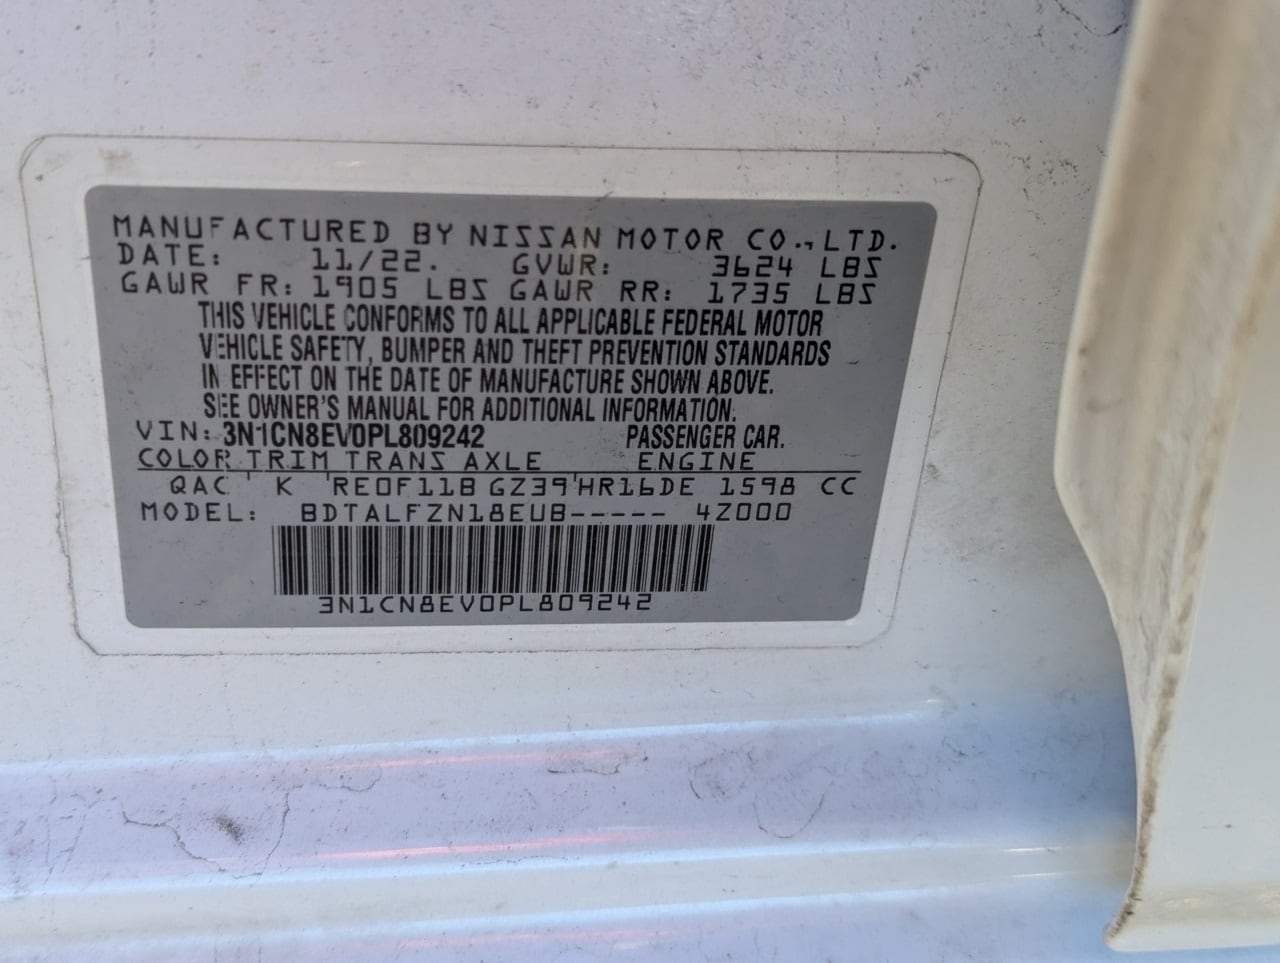 MANUFACTURED BY NISSAN MOTOR CO., LTD.
DATE: 11/22. GVWR: 3624 LBS
GAWR FR: 1905 LBS GAWR RR: 1735 LBS
THIS VEHICLE CONFORMS TO ALL APPLICABLE FEDERAL MOTOR
VEHICLE SAFETY, BUMPER AND THEFT PREVENTION STANDARDS
IN EFFECT ON THE DATE OF MANUFACTURE SHOWN ABOVE.
SEE OWNER'S MANUAL FOR ADDITIONAL INFORMATION.
VIN: 3N1CN8EV0PL809242 PASSENGER CAR.
COLOR TRIM TRANS AXLE ENGINE
QAC K RE0F11B GZ39 HR16DE 1598 CC
MODEL: BDTALFZN18EUB----- 4Z000
3N1CN8EV0PL809242